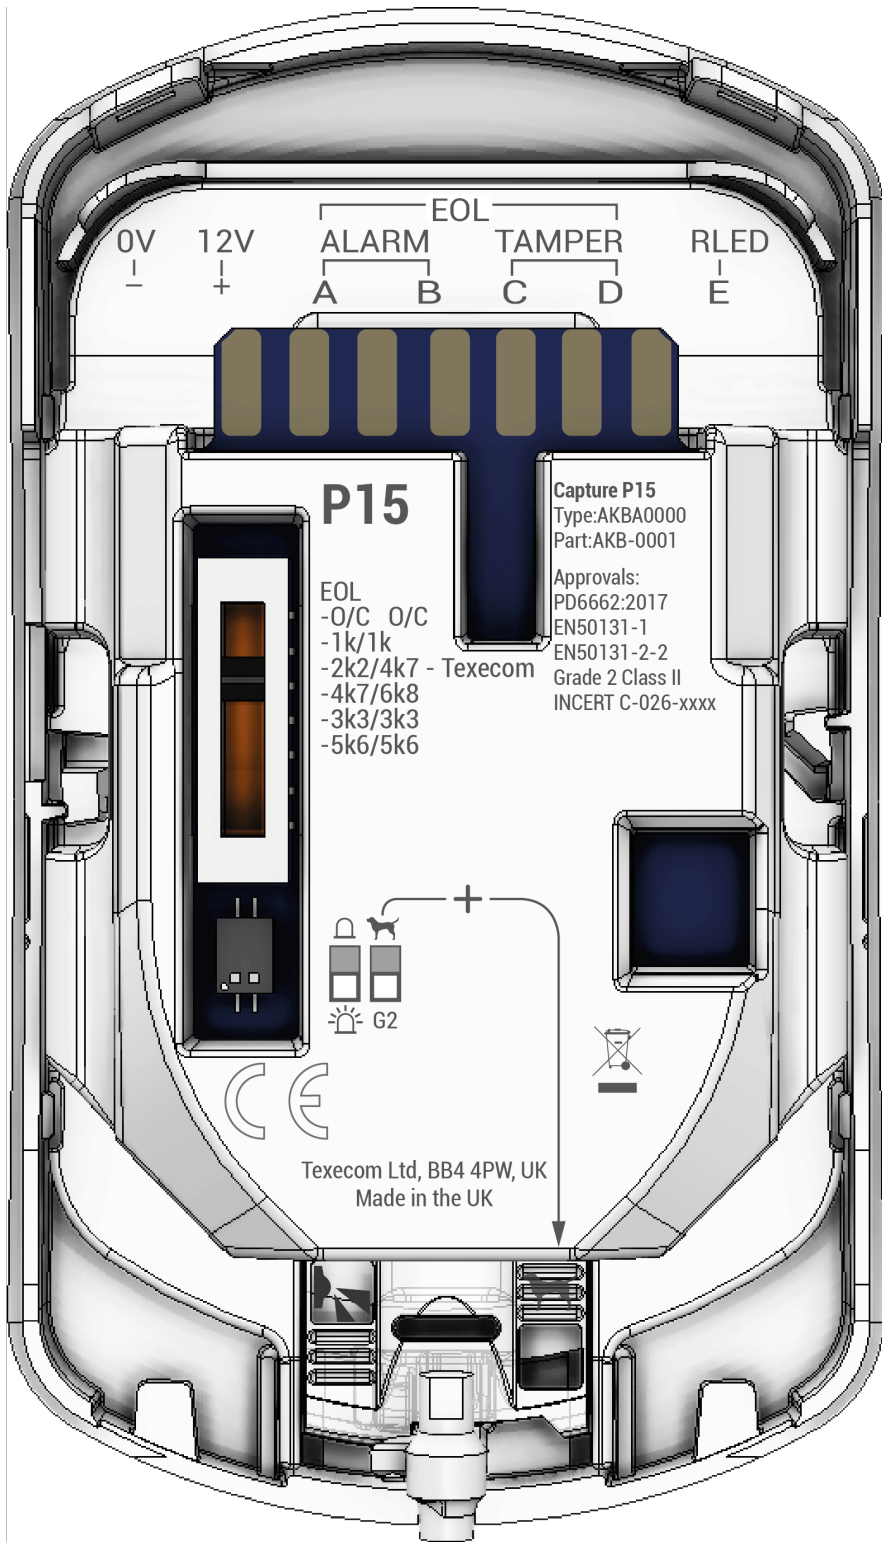 EOL
0V 12V ALARM TAMPER RLED
− + A B C D E
P15
Capture P15
Type:AKBA0000
Part:AKB-0001
Approvals:
PD6662:2017
EN50131-1
EN50131-2-2
Grade 2 Class II
INCERT C-026-xxxx
EOL
-O/C O/C
-1k/1k
-2k2/4k7 - Texecom
-4k7/6k8
-3k3/3k3
-5k6/5k6
+
G2
CE
Texecom Ltd, BB4 4PW, UK
Made in the UK